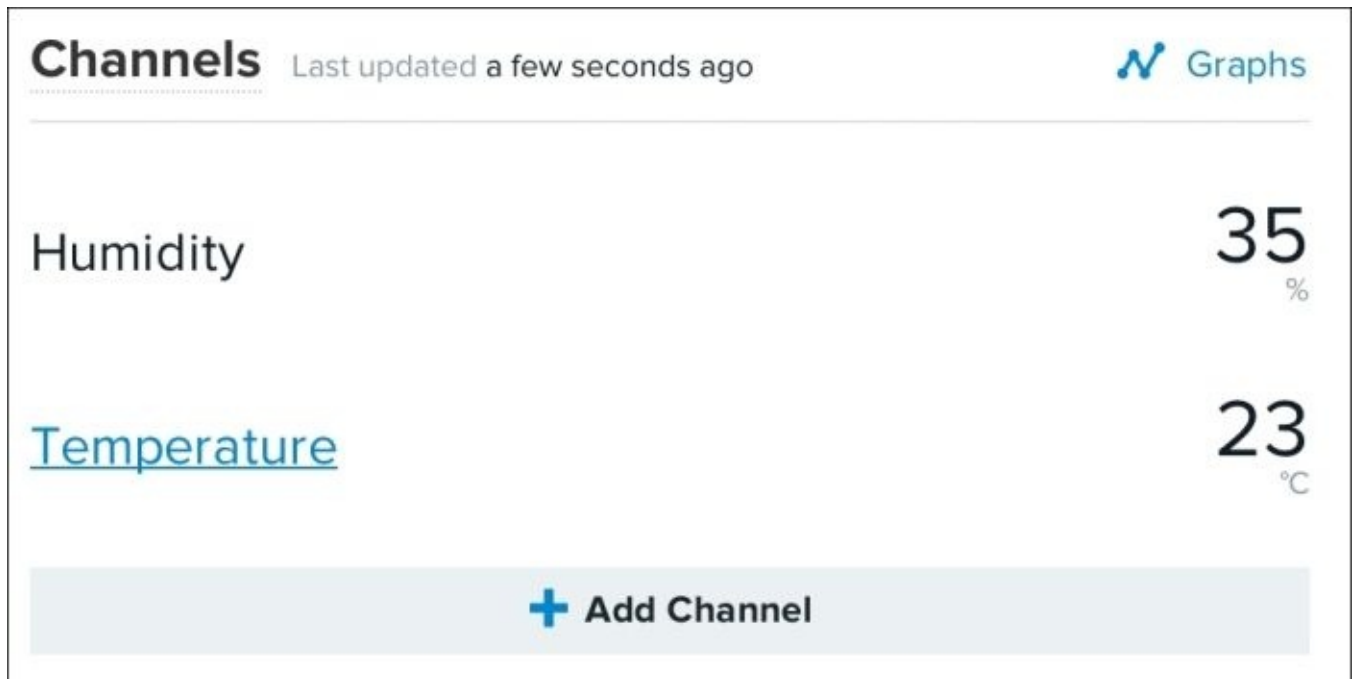 Channels Last updated a few seconds ago Graphs
Humidity 35
%
Temperature 23
°C
Add Channel